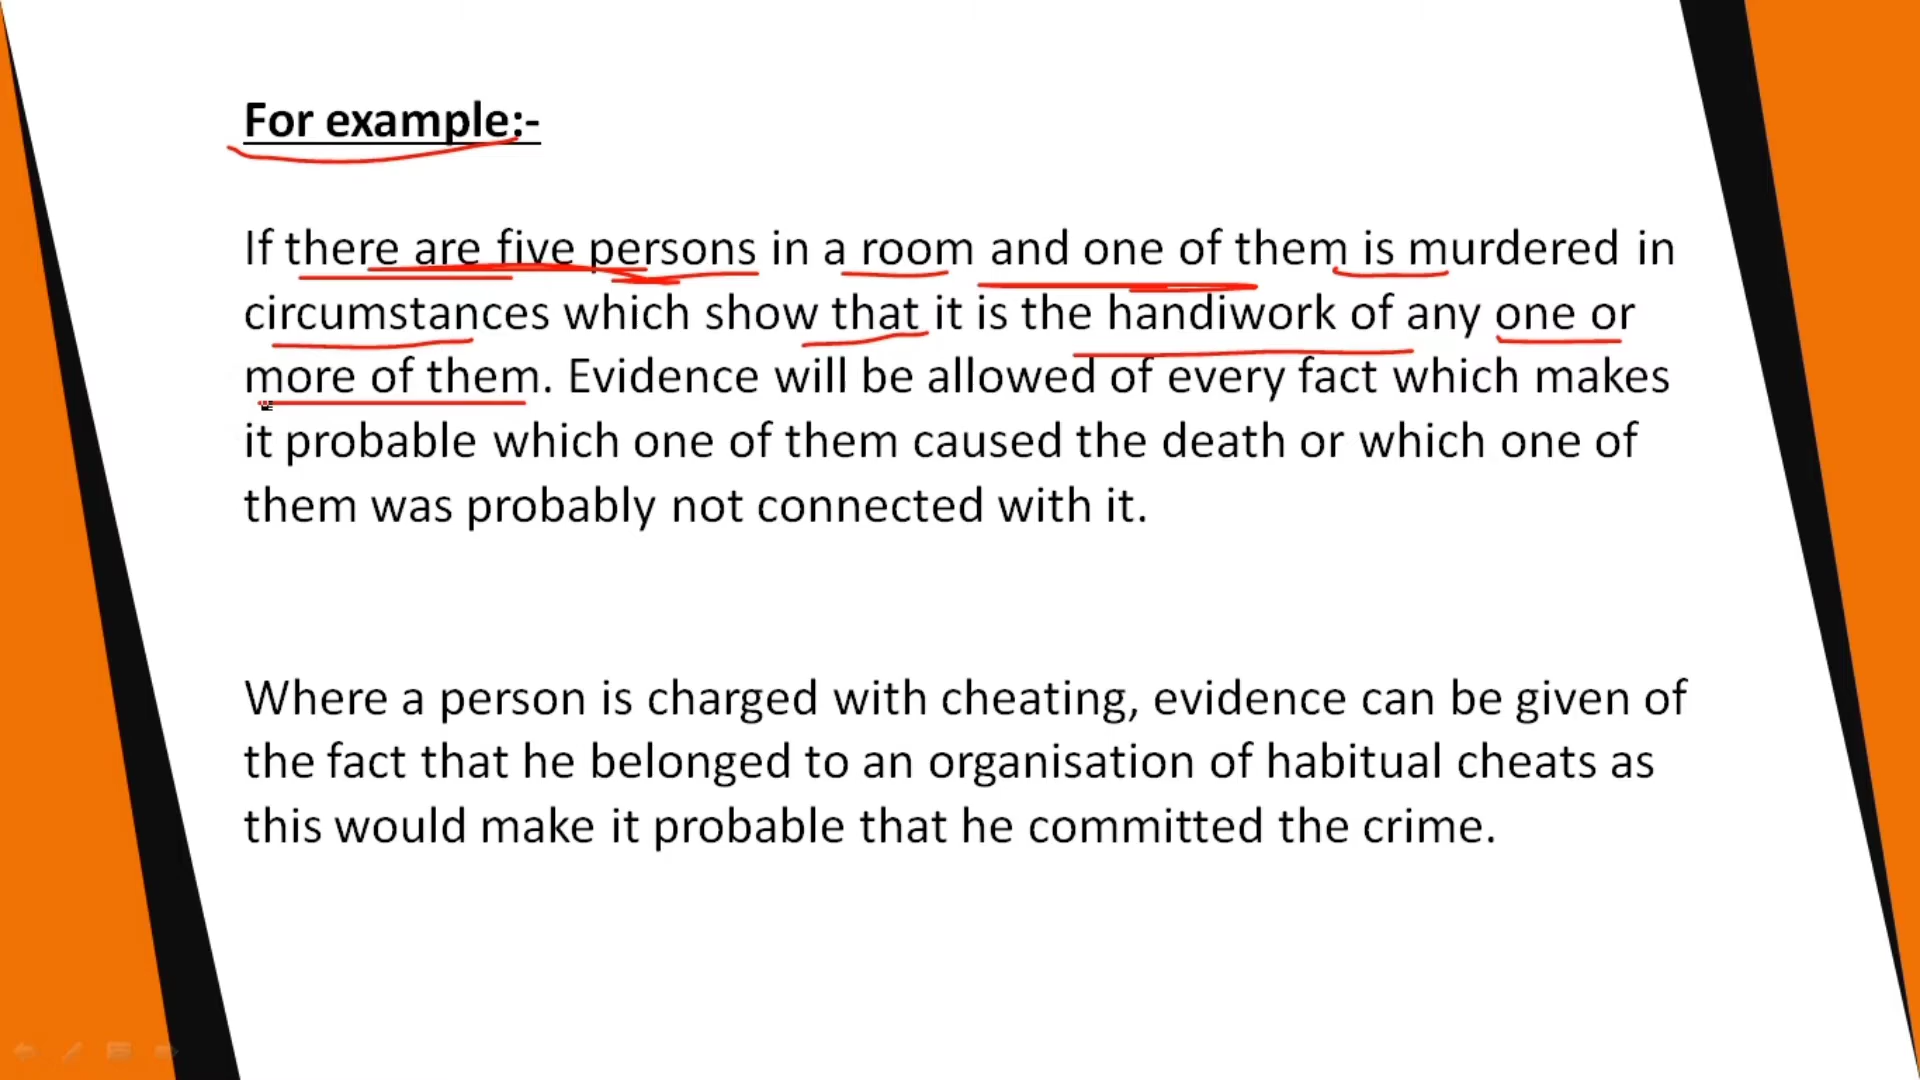 For example:-
If there are five persons in a room and one of them is murdered in
circumstances which show that it is the handiwork of any one or
more of them. Evidence will be allowed of every fact which makes
it probable which one of them caused the death or which one of
them was probably not connected with it.
Where a person is charged with cheating, evidence can be given of
the fact that he belonged to an organisation of habitual cheats as
this would make it probable that he committed the crime.